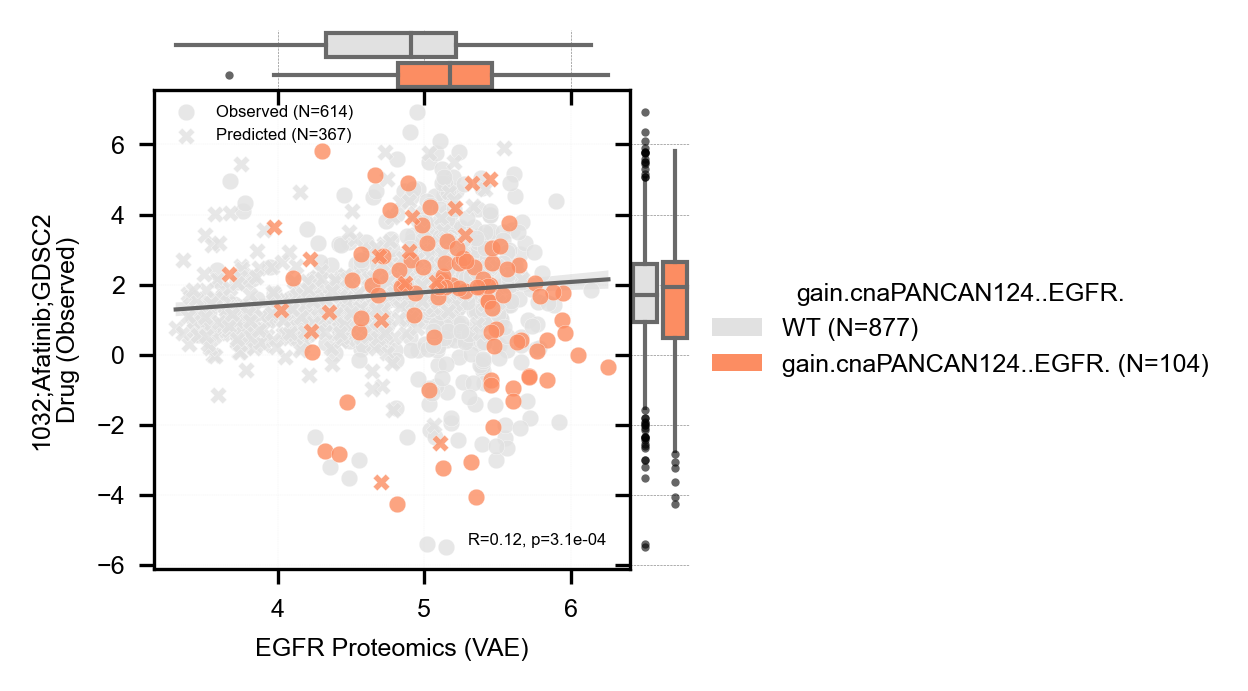 Observed (N=614)
Predicted (N=367)
6
4
2
0
−2
−4
−6
1032;Afatinib;GDSC2
Drug (Observed)
R=0.12, p=3.1e-04
4
5
6
EGFR Proteomics (VAE)
gain.cnaPANCAN124..EGFR.
WT (N=877)
gain.cnaPANCAN124..EGFR. (N=104)